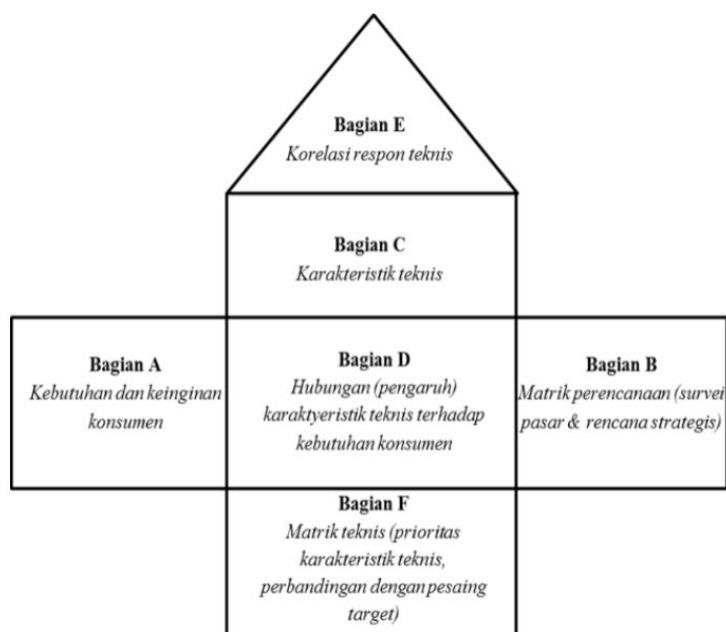 Bagian E
Korelasi respon teknis
Bagian C
Karakteristik teknis
Bagian A
Kebutuhan dan keinginan
konsumen
Bagian D
Hubungan (pengaruh)
karaktyeristik teknis terhadap
kebutuhan konsumen
Bagian B
Matrik perencanaan (survei
pasar & rencana strategis)
Bagian F
Matrik teknis (prioritas
karakteristik teknis,
perbandingan dengan pesaing
target)